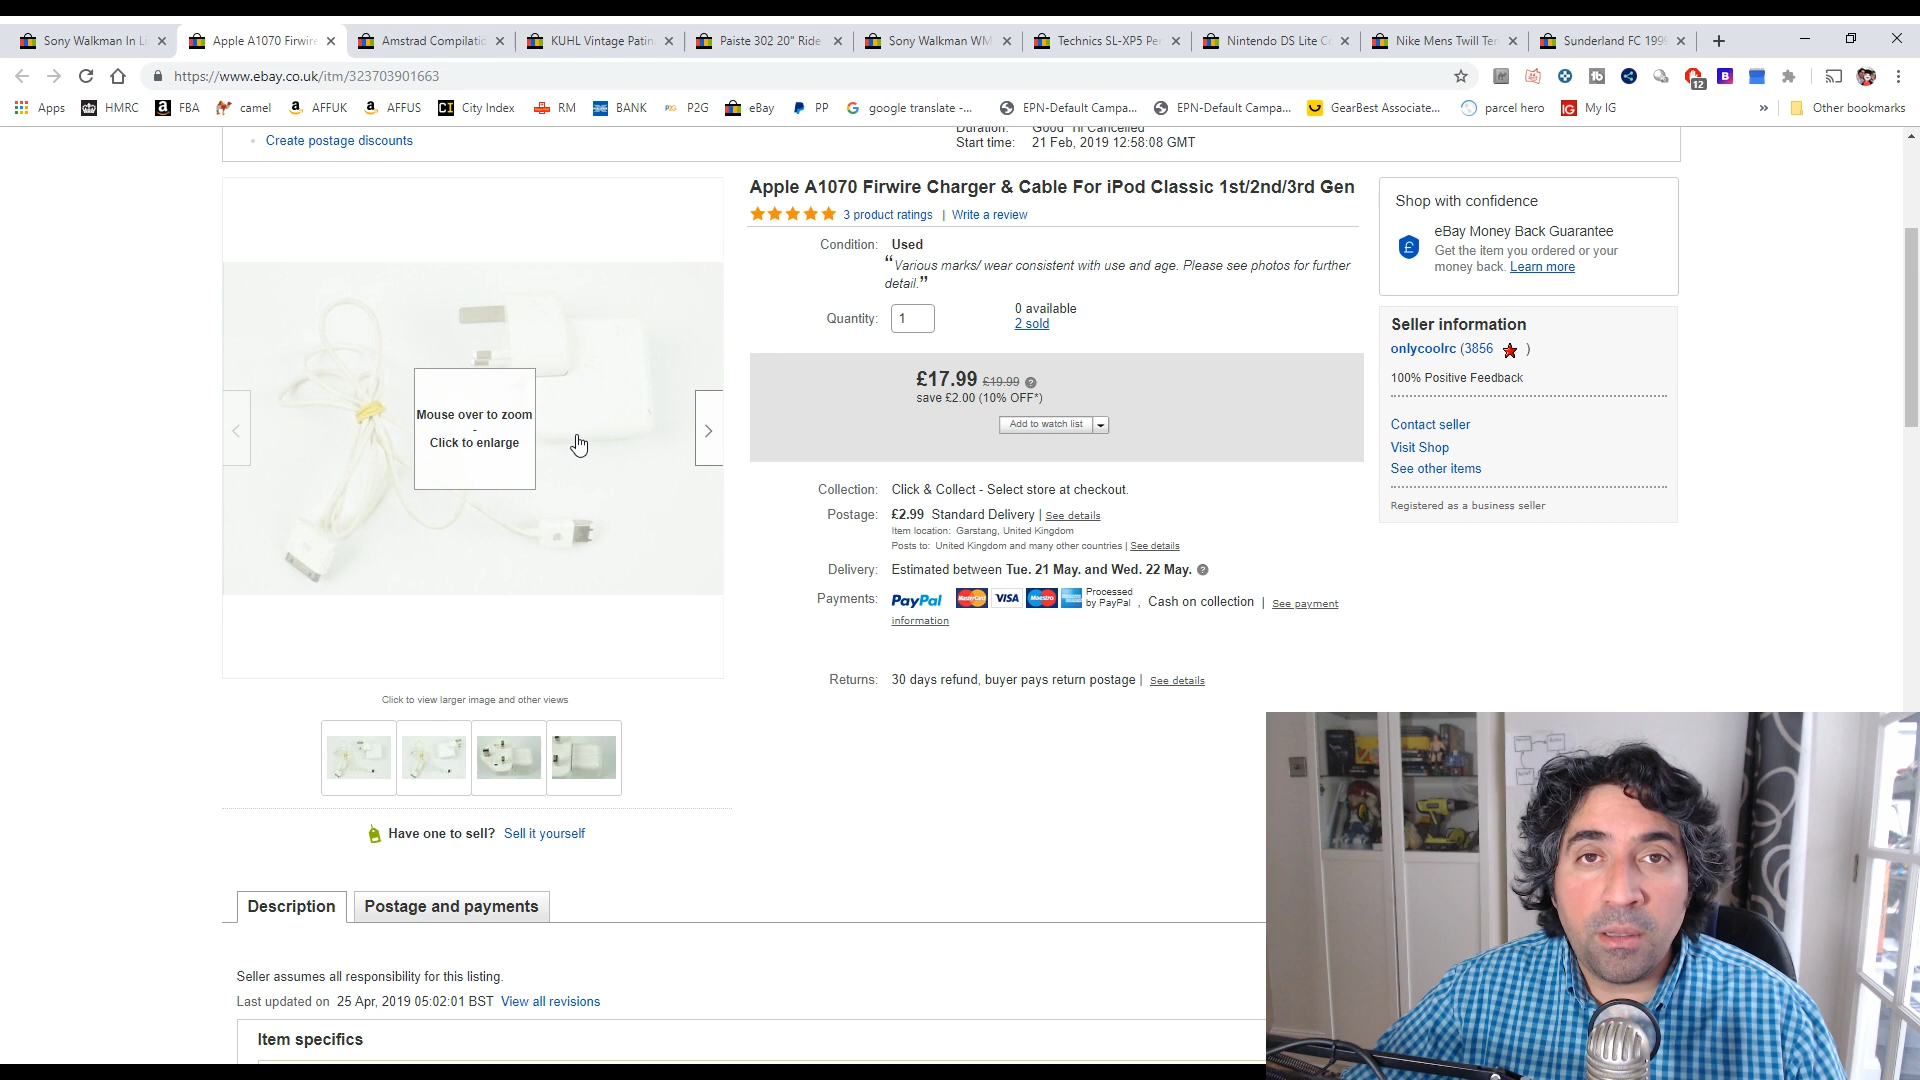 Sony Walkman In Li
Apple A1070 Firwire
Amstrad Compilatio
KUHL Vintage Patin
Paiste 302 20" Ride
Sony Walkman WM
Technics SL-XP5 Per
Nintendo DS Lite Co
Nike Mens Twill Ten
Sunderland FC 1999
https://www.ebay.co.uk/itm/323703901663
12
Apps
HMRC
FBA
camel
AFFUK
AFFUS
City Index
RM
BANK
P2G
eBay
PP
google translate -...
EPN-Default Campa...
EPN-Default Campa...
GearBest Associate...
parcel hero
My IG
Other bookmarks
Create postage discounts
Duration: Good 'Til Cancelled
Start time: 21 Feb, 2019 12:58:08 GMT
Apple A1070 Firwire Charger & Cable For iPod Classic 1st/2nd/3rd Gen
3 product ratings | Write a review
Condition: Used
“Various marks/ wear consistent with use and age. Please see photos for further
detail.”
Quantity: 1
0 available
2 sold
£17.99 £19.99
save £2.00 (10% OFF*)
Add to watch list
Collection: Click & Collect - Select store at checkout.
Postage: £2.99 Standard Delivery | See details
Item location: Garstang, United Kingdom
Posts to: United Kingdom and many other countries | See details
Delivery: Estimated between Tue. 21 May. and Wed. 22 May.
Payments: PayPal MasterCard VISA Maestro Processed
by PayPal , Cash on collection | See payment
information
Returns: 30 days refund, buyer pays return postage | See details
Shop with confidence
eBay Money Back Guarantee
Get the item you ordered or your
money back. Learn more
Seller information
onlycoolrc (3856 )
100% Positive Feedback
Contact seller
Visit Shop
See other items
Registered as a business seller
Mouse over to zoom
-
Click to enlarge
Click to view larger image and other views
Have one to sell? Sell it yourself
Description
Postage and payments
Seller assumes all responsibility for this listing.
Last updated on 25 Apr, 2019 05:02:01 BST View all revisions
Item specifics